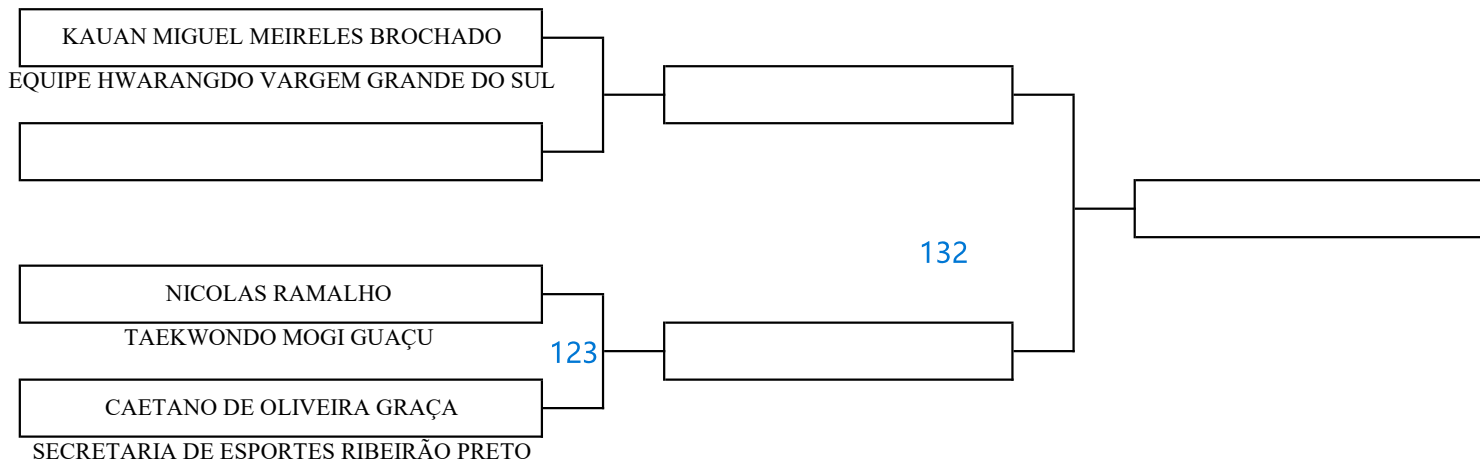 KAUAN MIGUEL MEIRELES BROCHADO
EQUIPE HWARANGDO VARGEM GRANDE DO SUL
132
NICOLAS RAMALHO
TAEKWONDO MOGI GUAÇU
123
CAETANO DE OLIVEIRA GRAÇA
SECRETARIA DE ESPORTES RIBEIRÃO PRETO